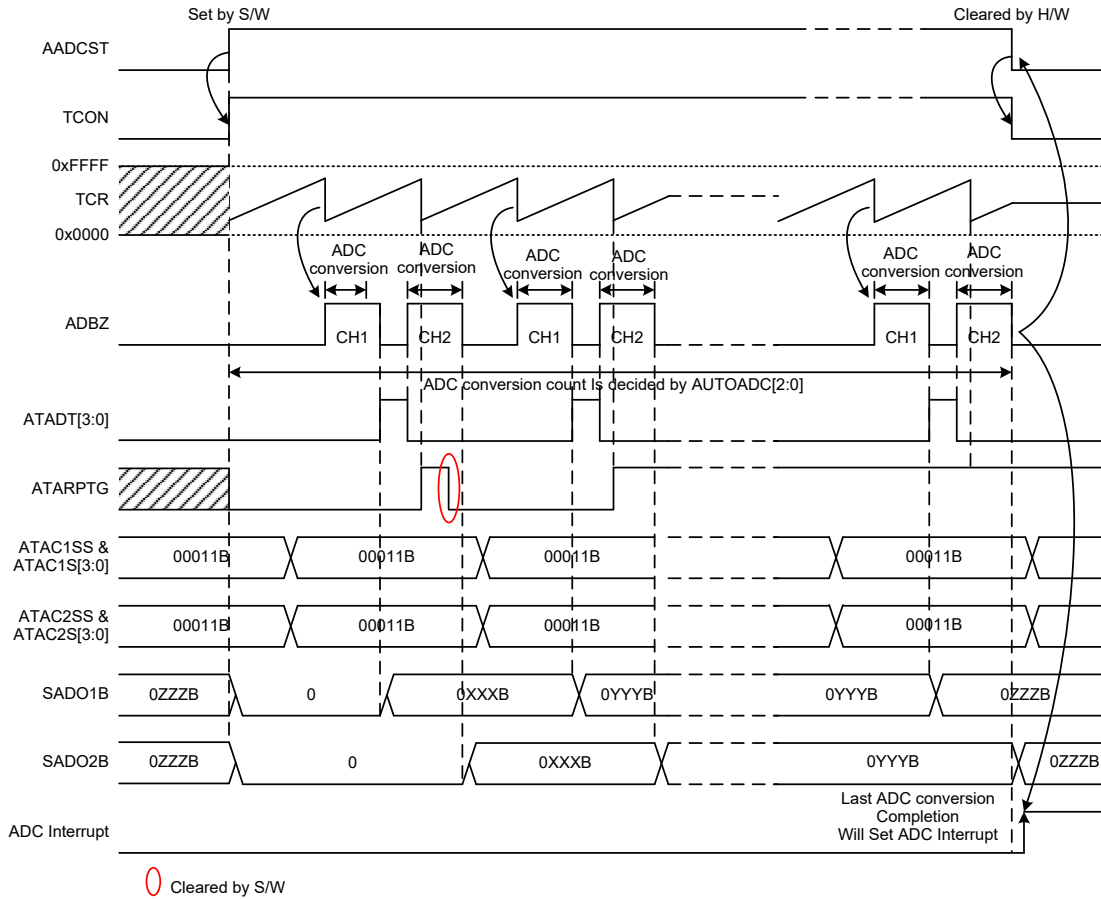 Set by S/W
Cleared by H/W
AADCST
TCON
0xFFFF
TCR
0x0000
ADC
conversion
ADC
conversion
ADC
conversion
ADC
conversion
ADC
conversion
ADC
conversion
ADBZ
CH1
CH2
CH1
CH2
CH1
CH2
ADC conversion count Is decided by AUTOADC[2:0]
ATADT[3:0]
ATARPTG
ATAC1SS &
ATAC1S[3:0]
00011B
00011B
00011B
00011B
ATAC2SS &
ATAC2S[3:0]
00011B
00011B
00011B
00011B
SADO1B
0ZZZB
0
0XXXB
0YYYB
0YYYB
0ZZZB
SADO2B
0ZZZB
0
0XXXB
0YYYB
0ZZZB
Last ADC conversion
Completion
Will Set ADC Interrupt
ADC Interrupt
Cleared by S/W